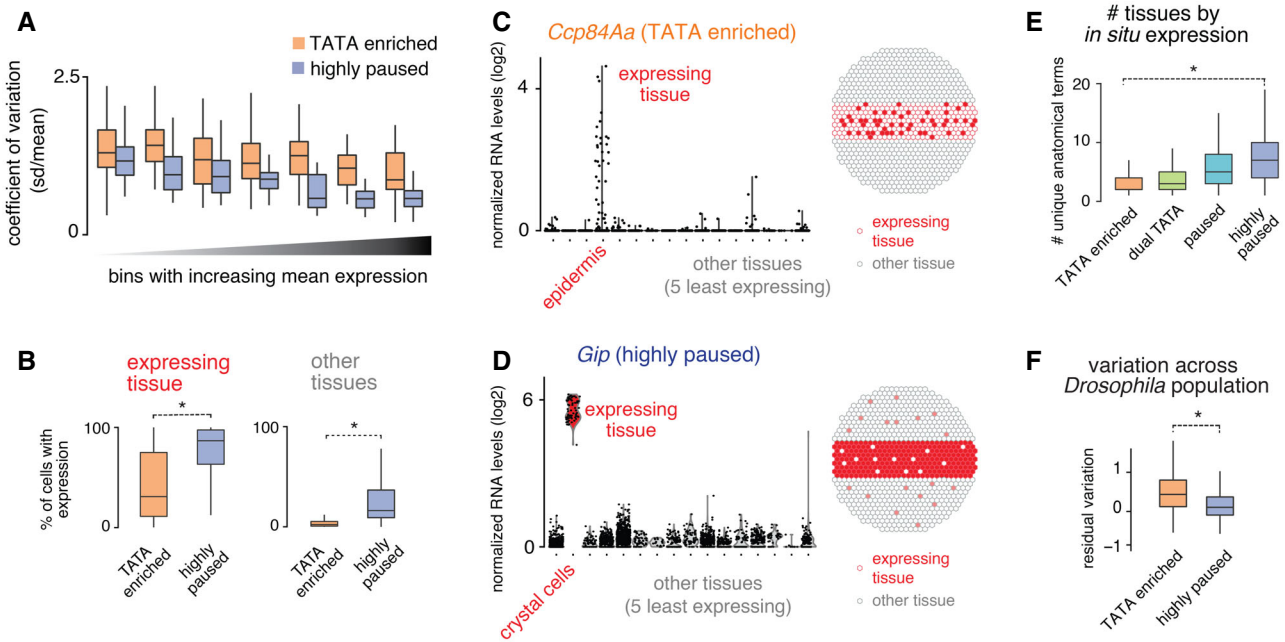 A
TATA enriched
highly paused
coefficient of variation
(sd/mean)
2.5
0
bins with increasing mean expression
B
expressing
tissue
other
tissues
% of cells with
expression
100
0
*
TATA
enriched
highly
paused
100
0
*
TATA
enriched
highly
paused
C
Ccp84Aa (TATA enriched)
normalized RNA levels (log2)
4
0
expressing
tissue
epidermis
other tissues
(5 least expressing)
expressing
tissue
other tissue
D
Gip (highly paused)
normalized RNA levels (log2)
6
0
expressing
tissue
crystal cells
other tissues
(5 least expressing)
expressing
tissue
other tissue
E
# tissues by
in situ expression
# unique anatomical terms
20
10
0
*
TATA enriched
dual TATA
paused
highly
paused
F
variation across
Drosophila population
residual variation
1
0
−1
*
TATA enriched
highly paused